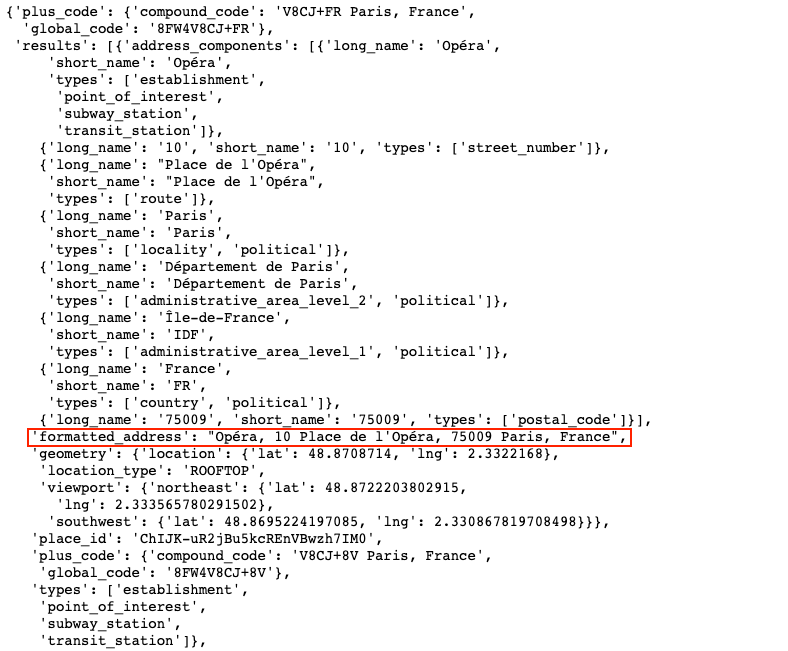 {'plus_code': {'compound_code': 'V8CJ+FR Paris, France',
'global_code': '8FW4V8CJ+FR'},
'results': [{'address_components': [{'long_name': 'Opéra',
'short_name': 'Opéra',
'types': ['establishment',
'point_of_interest',
'subway_station',
'transit_station']},
{'long_name': '10', 'short_name': '10', 'types': ['street_number']},
{'long_name': "Place de l'Opéra",
'short_name': "Place de l'Opéra",
'types': ['route']},
{'long_name': 'Paris',
'short_name': 'Paris',
'types': ['locality', 'political']},
{'long_name': 'Département de Paris',
'short_name': 'Département de Paris',
'types': ['administrative_area_level_2', 'political']},
{'long_name': 'Île-de-France',
'short_name': 'IDF',
'types': ['administrative_area_level_1', 'political']},
{'long_name': 'France',
'short_name': 'FR',
'types': ['country', 'political']},
{'long_name': '75009', 'short_name': '75009', 'types': ['postal_code']}],
'formatted_address': "Opéra, 10 Place de l'Opéra, 75009 Paris, France",
'geometry': {'location': {'lat': 48.8708714, 'lng': 2.3322168},
'location_type': 'ROOFTOP',
'viewport': {'northeast': {'lat': 48.8722203802915,
'lng': 2.333565780291502},
'southwest': {'lat': 48.8695224197085, 'lng': 2.330867819708498}}},
'place_id': 'ChIJK-uR2jBu5kcREnVBwzh7IM0',
'plus_code': {'compound_code': 'V8CJ+8V Paris, France',
'global_code': '8FW4V8CJ+8V'},
'types': ['establishment',
'point_of_interest',
'subway_station',
'transit_station']},